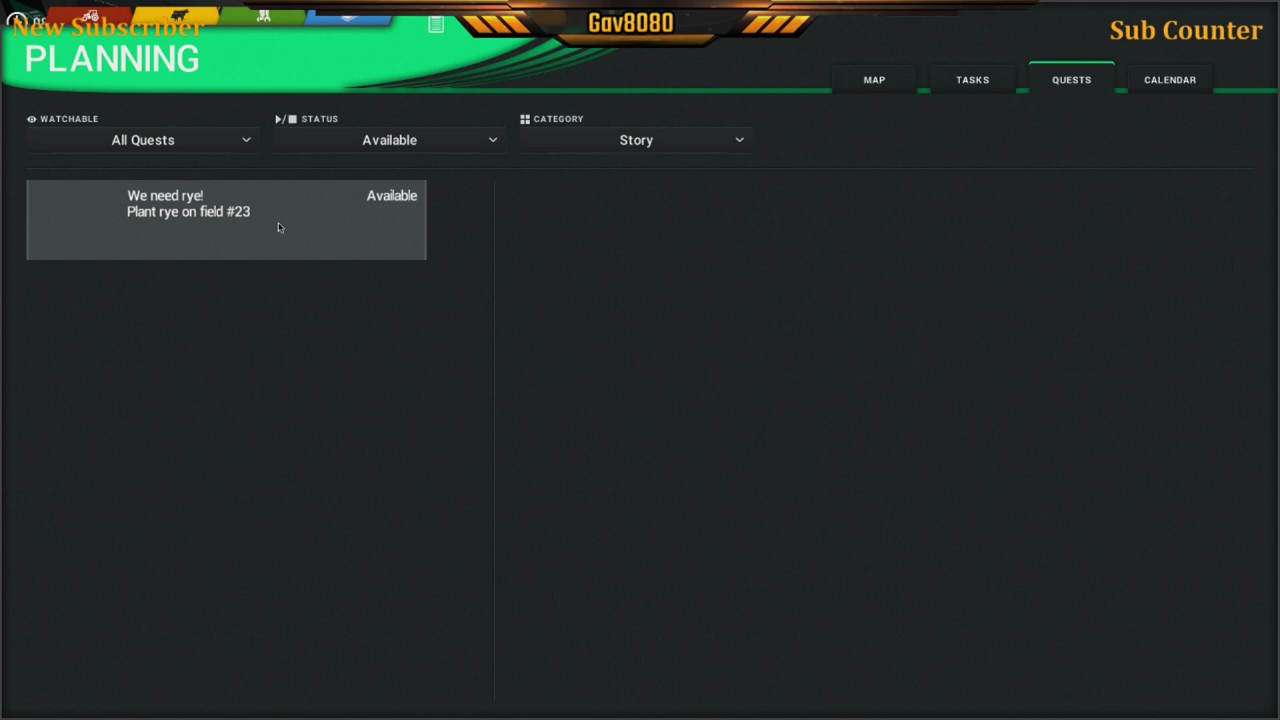 Gav8080
New Subscriber
Sub Counter
PLANNING
MAP
TASKS
QUESTS
CALENDAR
WATCHABLE
STATUS
CATEGORY
All Quests
Available
Story
We need rye!
Available
Plant rye on field #23